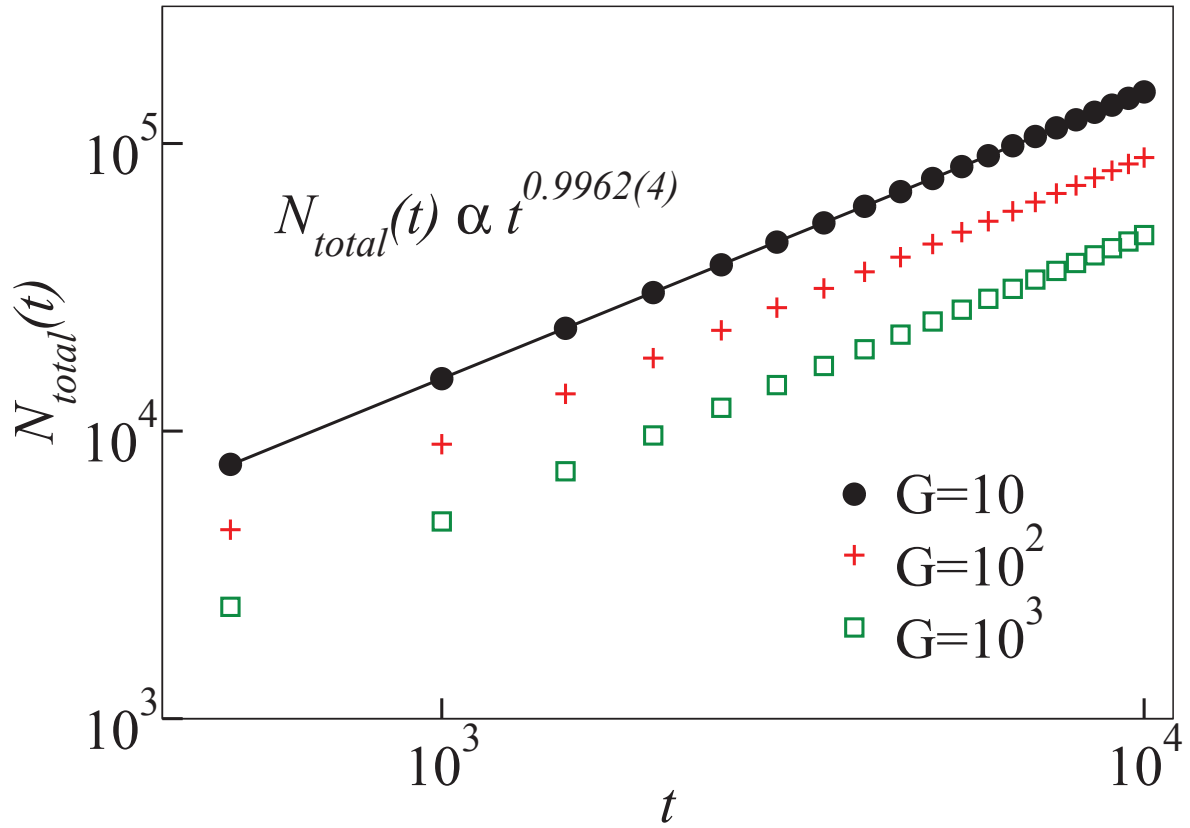 10^5
N_total(t) α t^0.9962(4)
N_total(t)
10^4
G=10
G=10^2
G=10^3
10^3
10^3
10^4
t